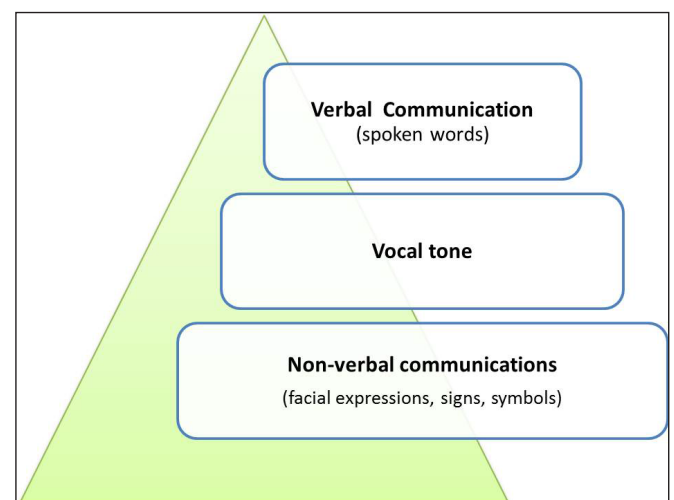 Verbal Communication
(spoken words)
Vocal tone
Non-verbal communications
(facial expressions, signs, symbols)